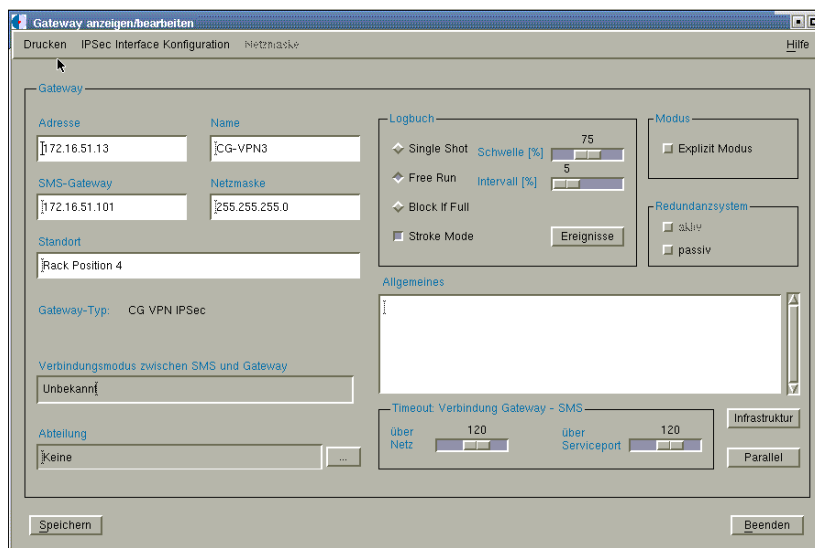 Gateway anzeigen/bearbeiten
Drucken IPSec Interface Konfiguration Netzmaske Hilfe
Gateway
Adresse Name
172.16.51.13 CG-VPN3
SMS-Gateway Netzmaske
172.16.51.101 255.255.255.0
Standort
Rack Position 4
Gateway-Typ: CG VPN IPSec
Verbindungsmodus zwischen SMS und Gateway
Unbekannt
Abteilung
Keine ...
Logbuch
Single Shot Schwelle [%] 75
Free Run Intervall [%] 5
Block If Full
Stroke Mode Ereignisse
Modus
Explizit Modus
Redundanzsystem
aktiv
passiv
Allgemeines
Timeout: Verbindung Gateway - SMS
über Netz 120 über Serviceport 120
Infrastruktur
Parallel
Speichern Beenden